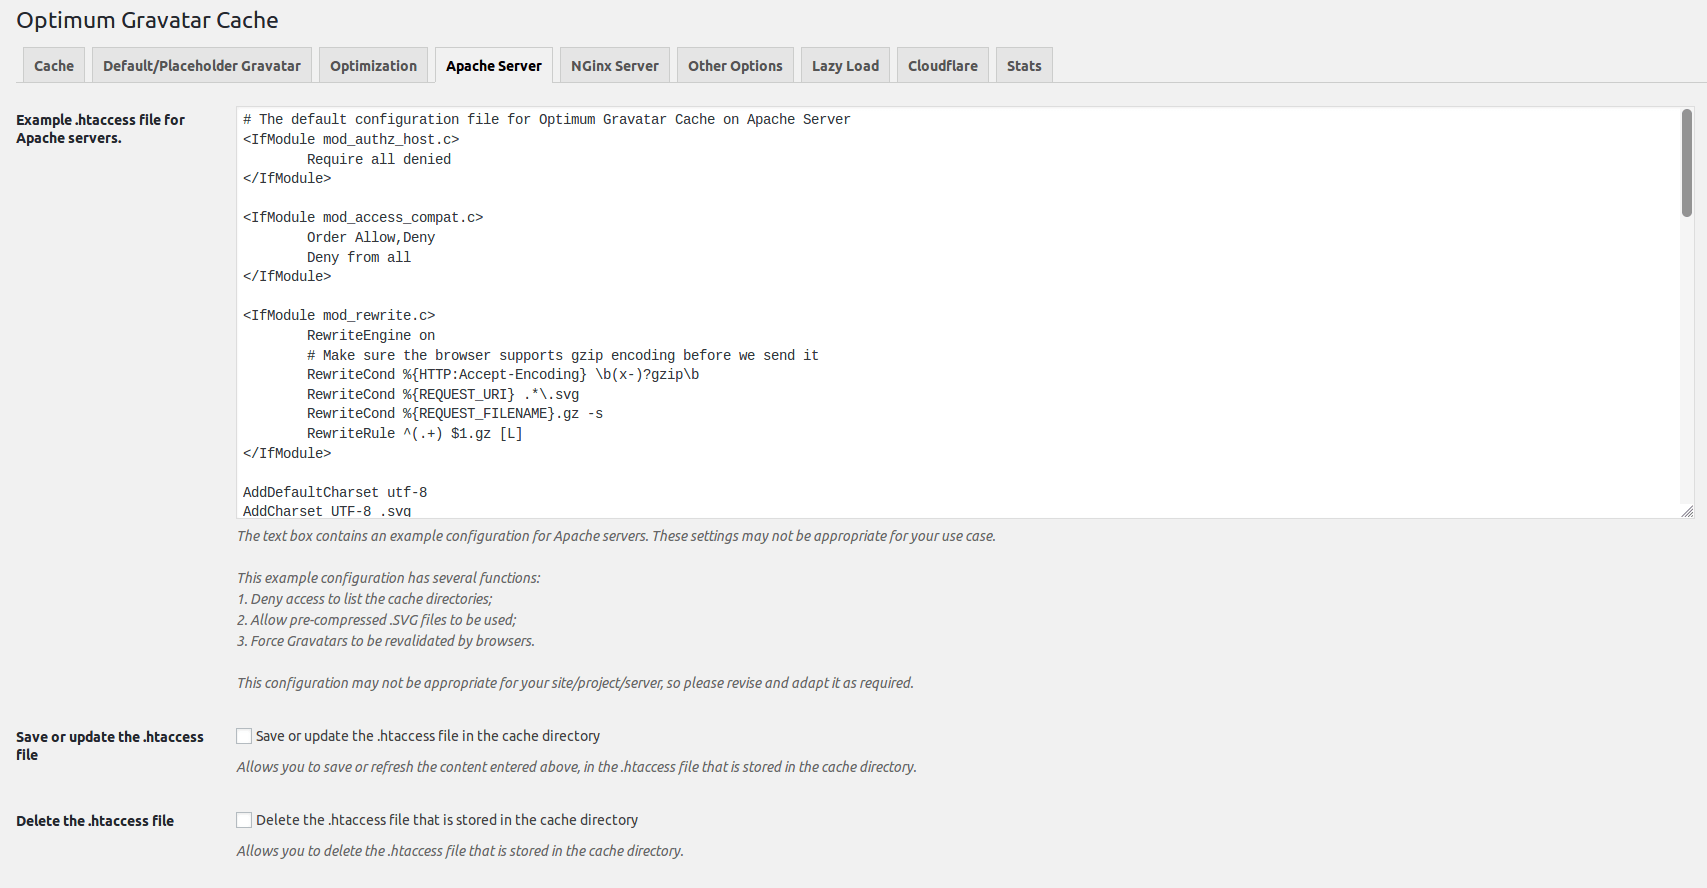 Optimum Gravatar Cache
Cache
Default/Placeholder Gravatar
Optimization
Apache Server
NGinx Server
Other Options
Lazy Load
Cloudflare
Stats
Example .htaccess file for
Apache servers.
# The default configuration file for Optimum Gravatar Cache on Apache Server
<IfModule mod_authz_host.c>
Require all denied
</IfModule>
<IfModule mod_access_compat.c>
Order Allow,Deny
Deny from all
</IfModule>
<IfModule mod_rewrite.c>
RewriteEngine on
# Make sure the browser supports gzip encoding before we send it
RewriteCond %{HTTP:Accept-Encoding} \b(x-)?gzip\b
RewriteCond %{REQUEST_URI} .*\.svg
RewriteCond %{REQUEST_FILENAME}.gz -s
RewriteRule ^(.+) $1.gz [L]
</IfModule>
AddDefaultCharset utf-8
AddCharset UTF-8 .svg
The text box contains an example configuration for Apache servers. These settings may not be appropriate for your use case.
This example configuration has several functions:
1. Deny access to list the cache directories;
2. Allow pre-compressed .SVG files to be used;
3. Force Gravatars to be revalidated by browsers.
This configuration may not be appropriate for your site/project/server, so please revise and adapt it as required.
Save or update the .htaccess
file
Save or update the .htaccess file in the cache directory
Allows you to save or refresh the content entered above, in the .htaccess file that is stored in the cache directory.
Delete the .htaccess file
Delete the .htaccess file that is stored in the cache directory
Allows you to delete the .htaccess file that is stored in the cache directory.